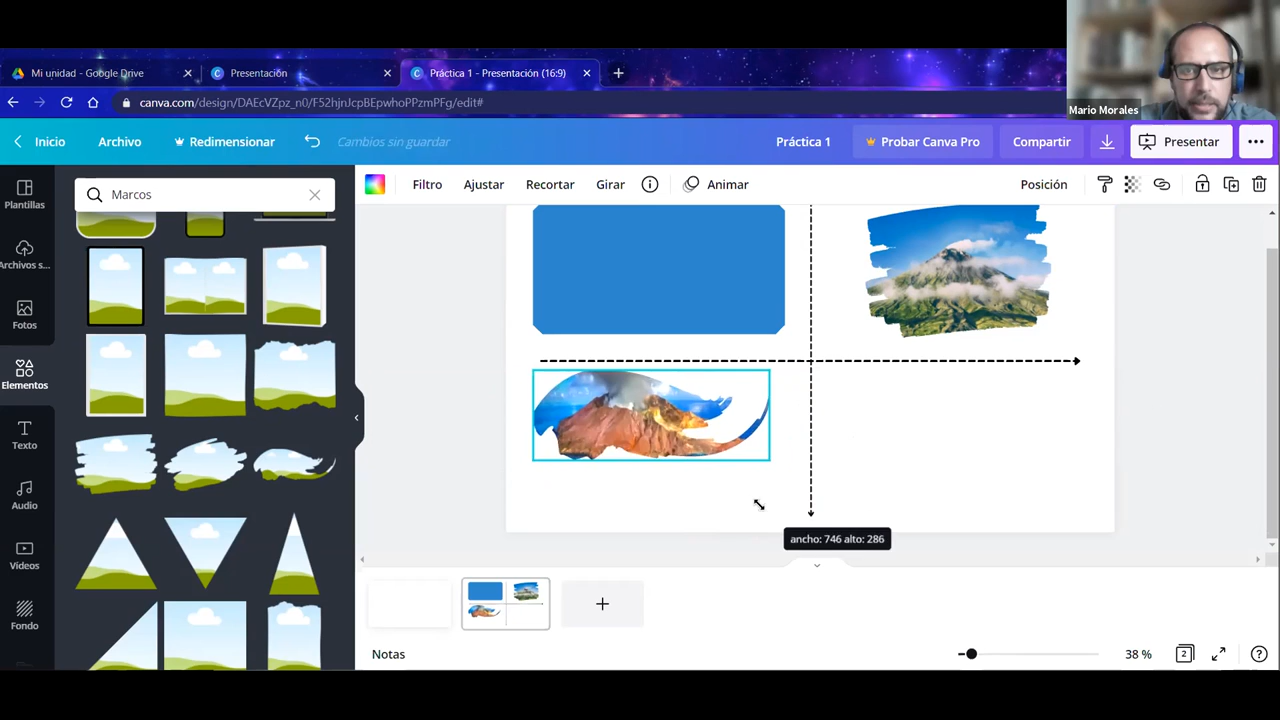 Mi unidad - Google Drive
Presentación
Práctica 1 - Presentación (16:9)
Mario Morales
canva.com/design/DAEcVZpz_n0/F52hjnJcpBEpwhoPPzmPFg/edit#
Inicio
Archivo
Redimensionar
Cambios sin guardar
Práctica 1
Probar Canva Pro
Compartir
Presentar
Plantillas
Marcos
Filtro
Ajustar
Recortar
Girar
Animar
Posición
Archivos s...
Fotos
Elementos
Texto
Audio
Vídeos
Fondo
ancho: 746 alto: 286
Notas
38 %
2